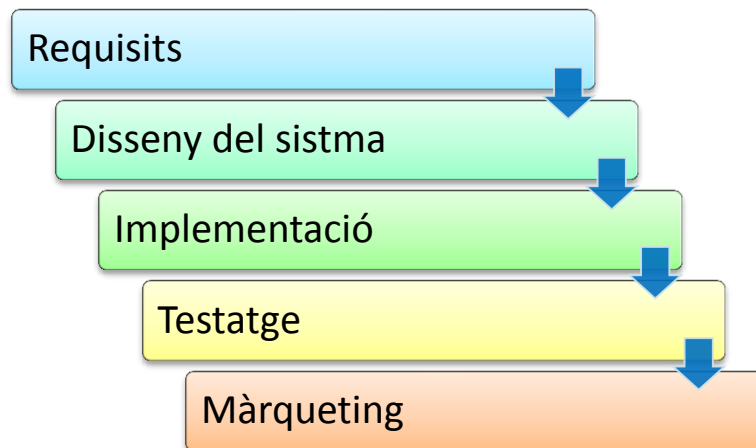 Requisits
Disseny del sistma
Implementació
Testatge
Màrqueting